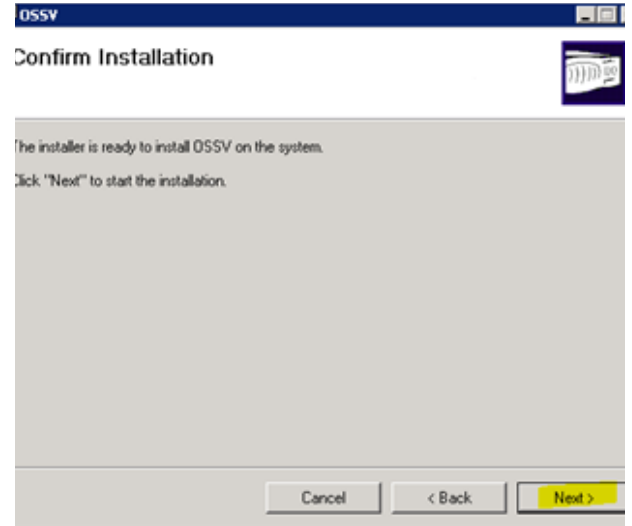 OSSV
Confirm Installation
The installer is ready to install OSSV on the system.
Click "Next" to start the installation.
Cancel
< Back
Next >